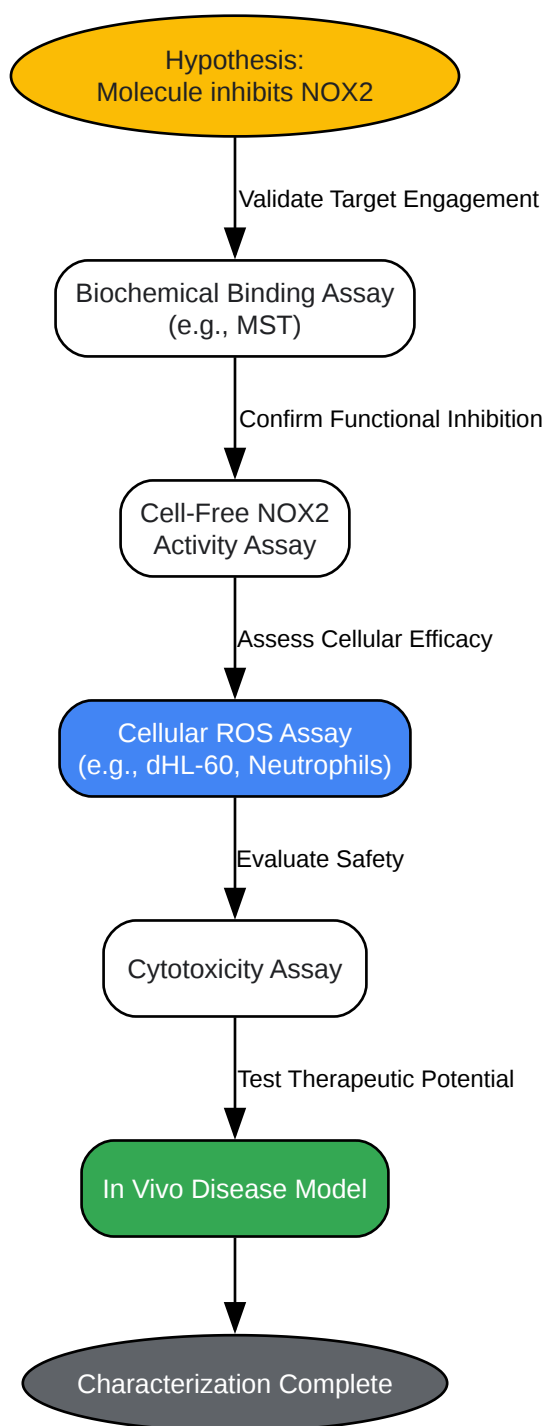 Hypothesis:
Molecule inhibits NOX2
Validate Target Engagement
Biochemical Binding Assay
(e.g., MST)
Confirm Functional Inhibition
Cell-Free NOX2
Activity Assay
Assess Cellular Efficacy
Cellular ROS Assay
(e.g., dHL-60, Neutrophils)
Evaluate Safety
Cytotoxicity Assay
Test Therapeutic Potential
In Vivo Disease Model
Characterization Complete